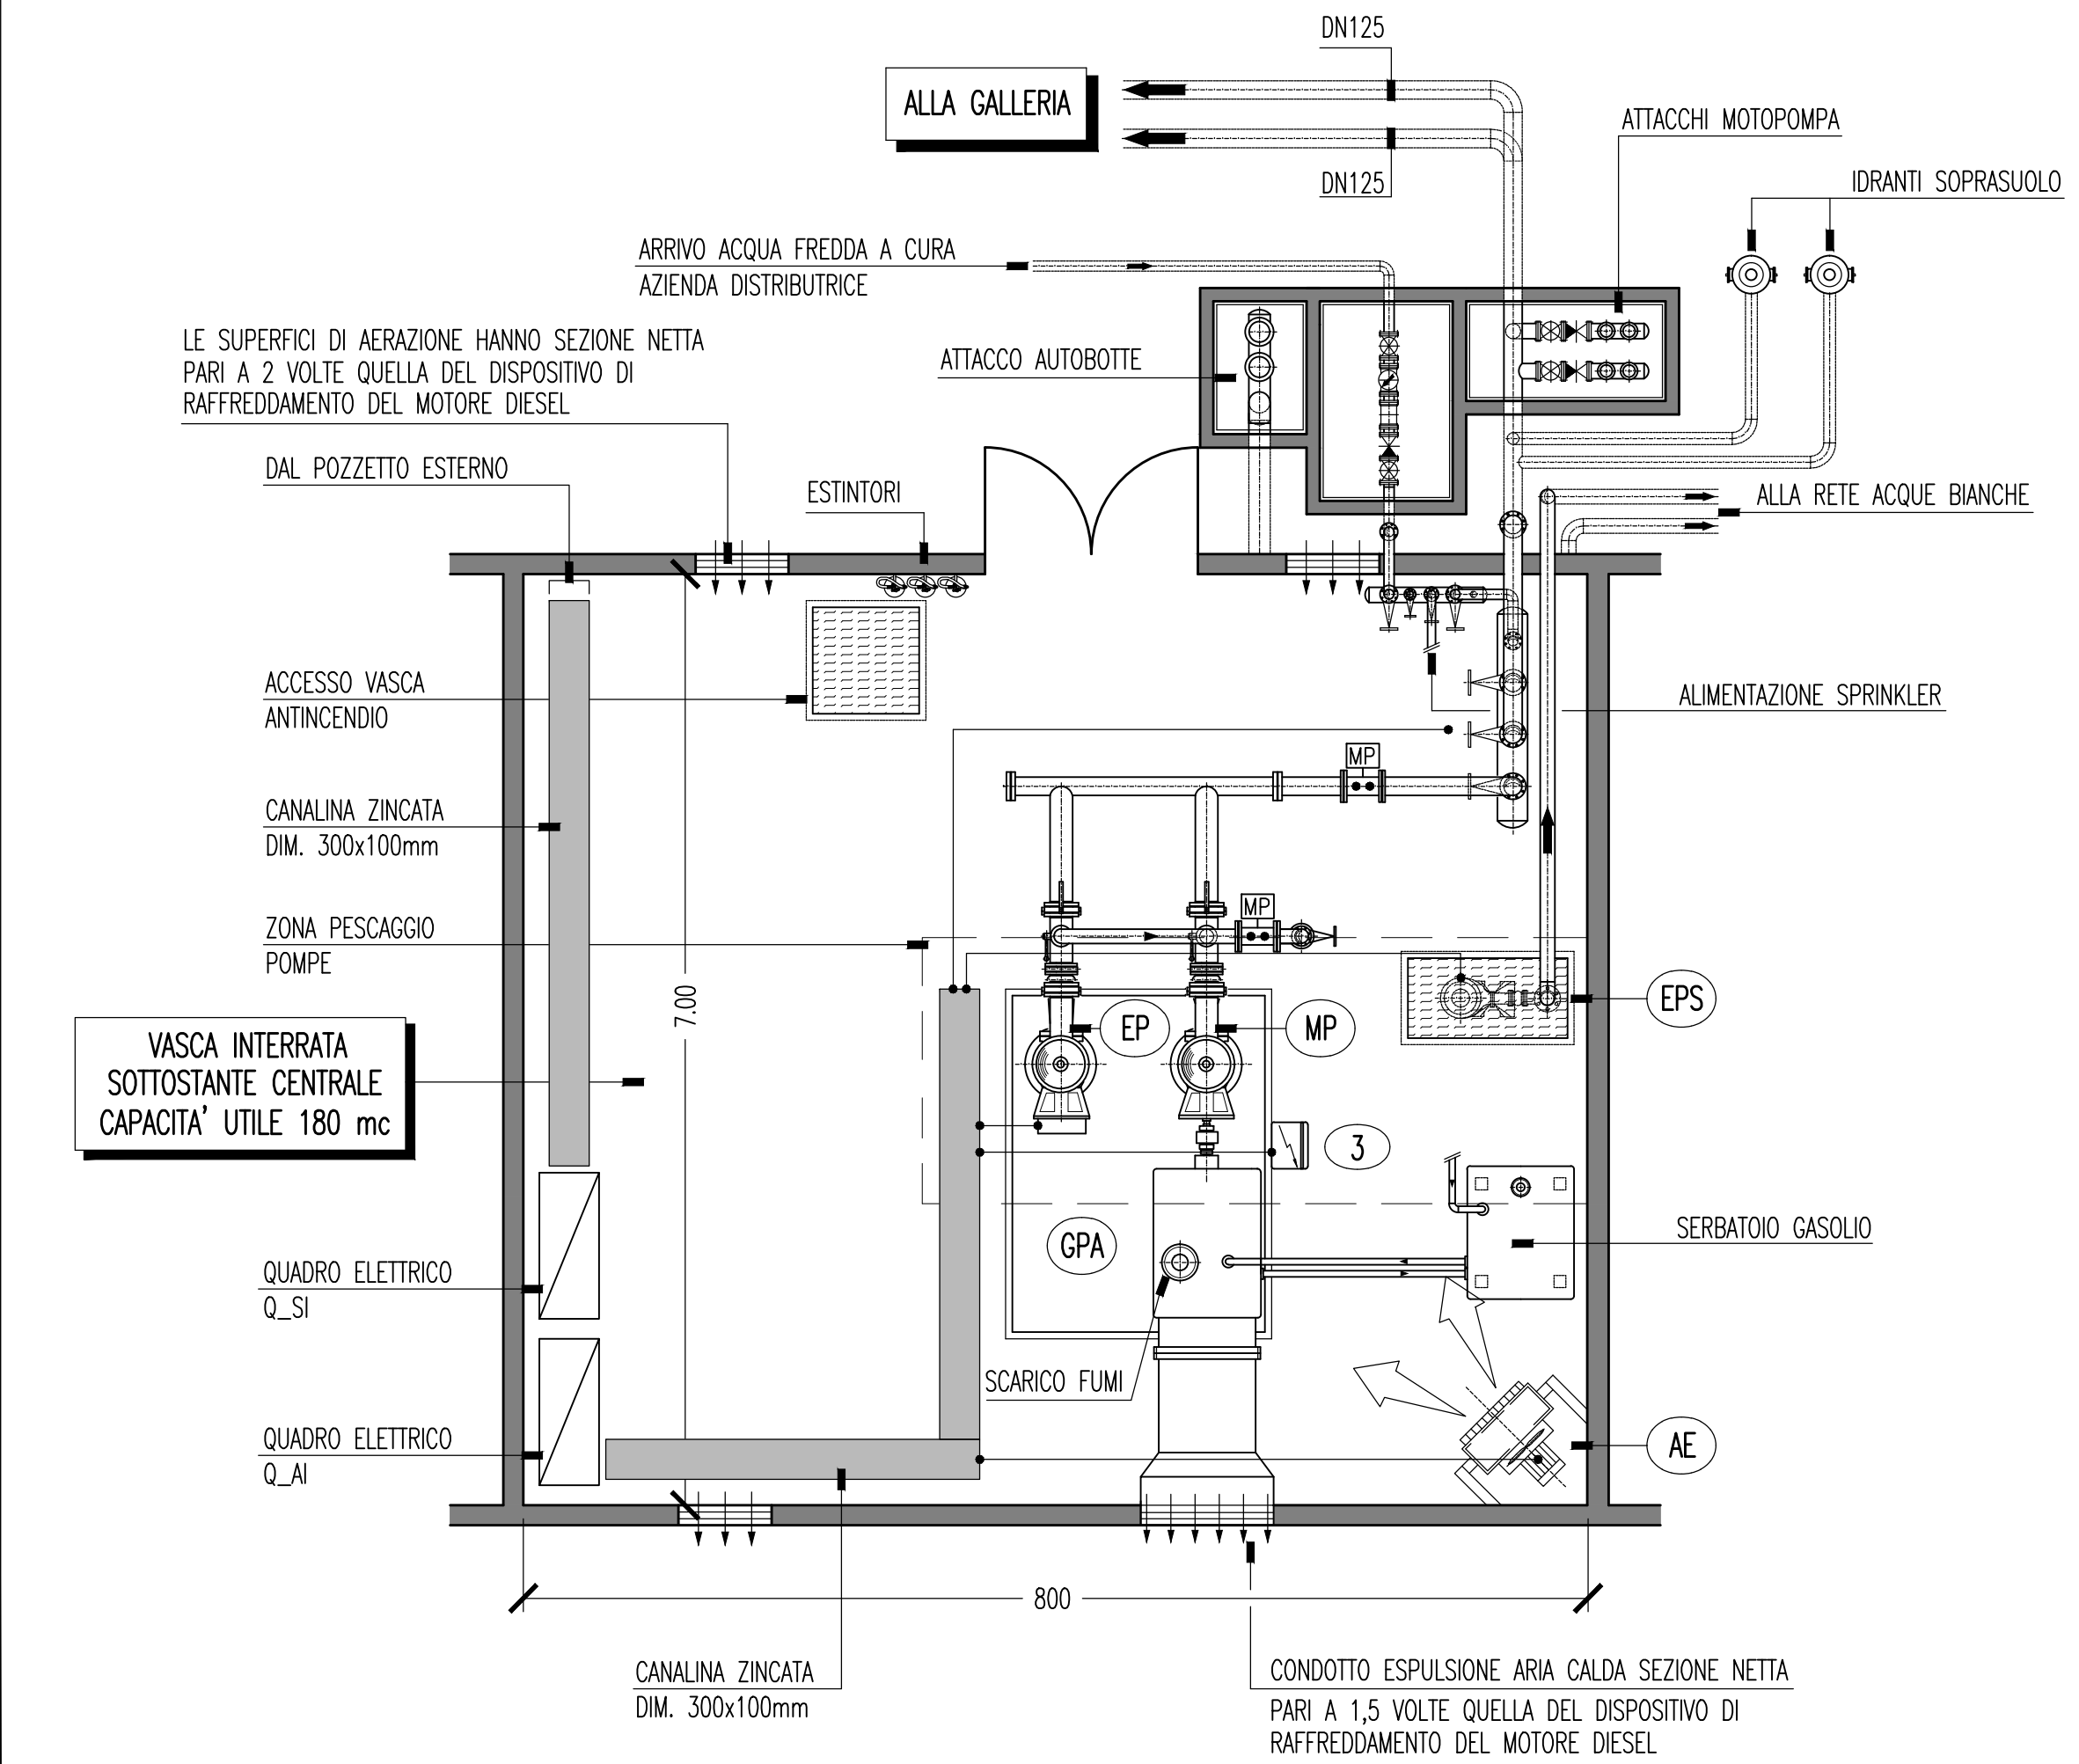 DN125
ALLA GALLERIA
ATTACCHI MOTOPOMPA
DN125
IDRANTI SOPRASUOLO
ARRIVO ACQUA FREDDA A CURA
AZIENDA DISTRIBUTRICE
LE SUPERFICI DI AERAZIONE HANNO SEZIONE NETTA
PARI A 2 VOLTE QUELLA DEL DISPOSITIVO DI
RAFFREDDAMENTO DEL MOTORE DIESEL
ATTACCO AUTOBOTTE
DAL POZZETTO ESTERNO
ESTINTORI
ALLA RETE ACQUE BIANCHE
ACCESSO VASCA
ANTINCENDIO
ALIMENTAZIONE SPRINKLER
MP
CANALINA ZINCATA
DIM. 300x100mm
MP
ZONA PESCAGGIO
POMPE
7.00
EPS
EP
MP
VASCA INTERRATA
SOTTOSTANTE CENTRALE
CAPACITA' UTILE 180 mc
3
GPA
SERBATOIO GASOLIO
QUADRO ELETTRICO
Q_SI
SCARICO FUMI
QUADRO ELETTRICO
Q_AI
AE
800
CANALINA ZINCATA
DIM. 300x100mm
CONDOTTO ESPULSIONE ARIA CALDA SEZIONE NETTA
PARI A 1,5 VOLTE QUELLA DEL DISPOSITIVO DI
RAFFREDDAMENTO DEL MOTORE DIESEL